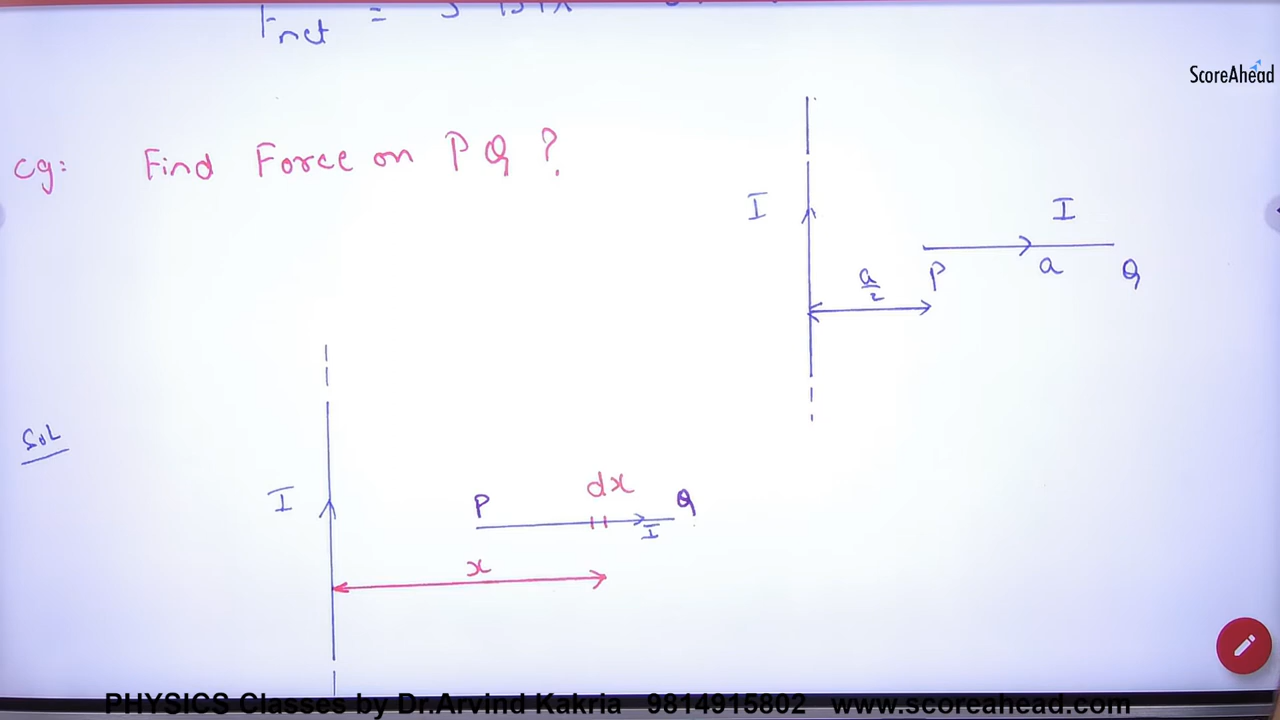 Fnet =
ScoreAhead
eg: Find Force on PQ?
I
I
a/2
P
a
Q
Sol
I
P
dx
Q
I
x
PHYSICS Classes by Dr.Arvind Kakria 9814915802 www.scoreahead.com